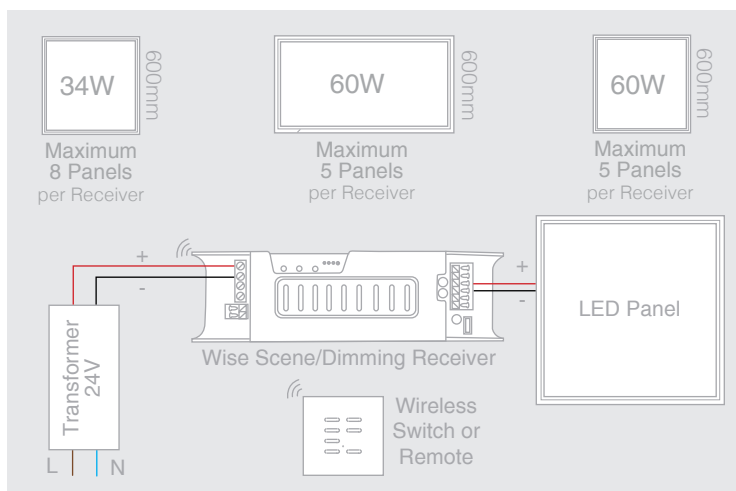 34W
600mm
Maximum
8 Panels
per Receiver
60W
600mm
Maximum
5 Panels
per Receiver
60W
600mm
Maximum
5 Panels
per Receiver
+
-
Transformer
24V
L
N
Wise Scene/Dimming Receiver
+
-
LED Panel
Wireless
Switch or
Remote